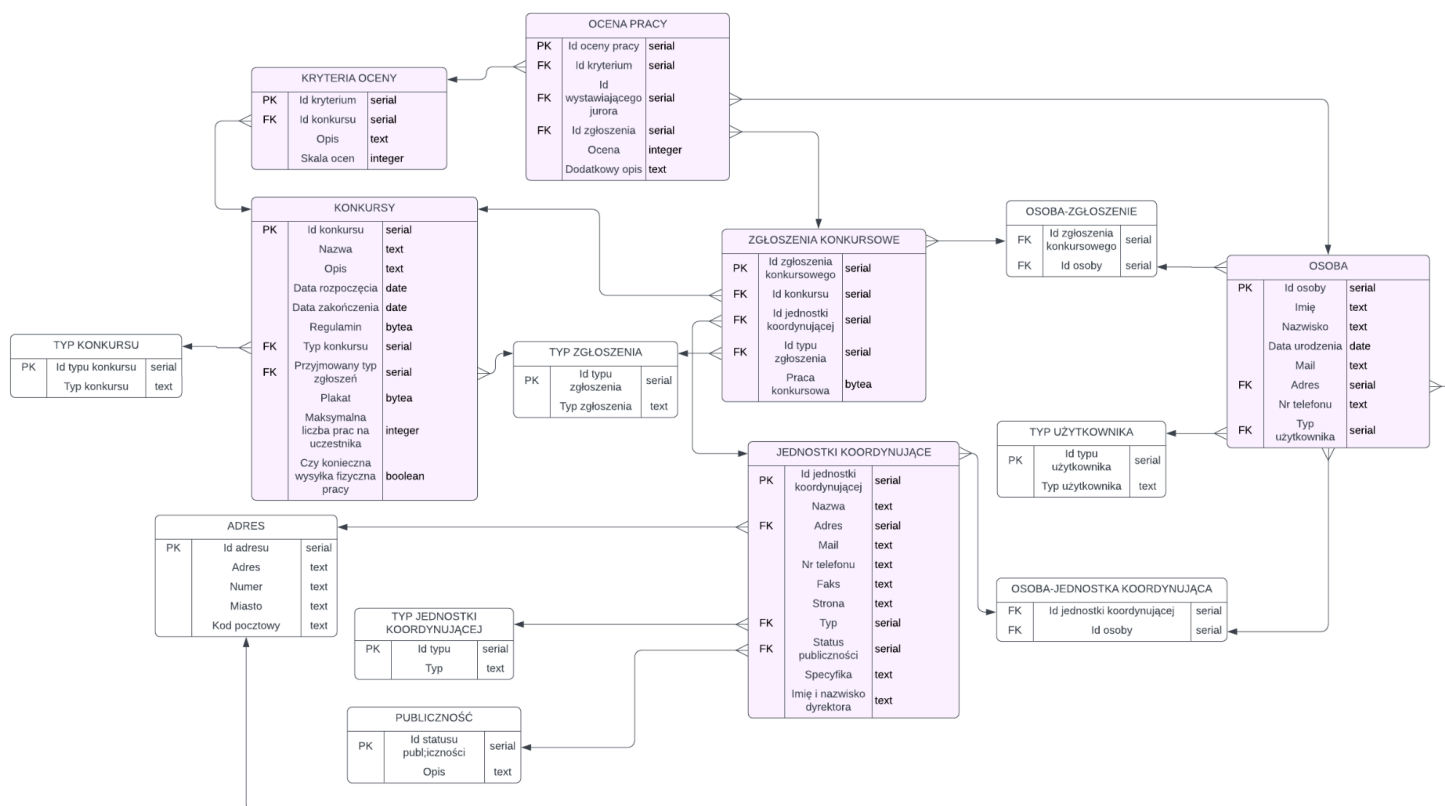 OCENA PRACY
PK Id oceny pracy serial
FK Id kryterium serial
Id
FK wystawiającego serial
jurora
FK Id zgłoszenia serial
Ocena integer
Dodatkowy opis text
KRYTERIA OCENY
PK Id kryterium serial
FK Id konkursu serial
Opis text
Skala ocen integer
KONKURSY
PK Id konkursu serial
Nazwa text
Opis text
Data rozpoczęcia date
Data zakończenia date
Regulamin bytea
FK Typ konkursu serial
FK Przyjmowany typ serial
zgłoszeń
Plakat bytea
Maksymalna
liczba prac na integer
uczestnika
Czy konieczna
wysyłka fizyczna boolean
pracy
OSOBA-ZGŁOSZENIE
FK Id zgłoszenia serial
konkursowego
FK Id osoby serial
ZGŁOSZENIA KONKURSOWE
PK Id zgłoszenia serial
konkursowego
FK Id konkursu serial
FK Id jednostki serial
koordynującej
FK Id typu serial
zgłoszenia
Praca bytea
konkursowa
OSOBA
PK Id osoby serial
Imię text
Nazwisko text
Data urodzenia date
Mail text
FK Adres serial
Nr telefonu text
FK Typ serial
użytkownika
TYP KONKURSU
PK Id typu konkursu serial
Typ konkursu text
TYP ZGŁOSZENIA
PK Id typu serial
zgłoszenia
Typ zgłoszenia text
TYP UŻYTKOWNIKA
PK Id typu serial
użytkownika
Typ użytkownika text
JEDNOSTKI KOORDYNUJĄCE
PK Id jednostki serial
koordynującej
Nazwa text
FK Adres serial
Mail text
Nr telefonu text
Faks text
Strona text
FK Typ serial
FK Status serial
publiczności
Specyfika text
Imię i nazwisko text
dyrektora
ADRES
PK Id adresu serial
Adres text
Numer text
Miasto text
Kod pocztowy text
OSOBA-JEDNOSTKA KOORDYNUJĄCA
FK Id jednostki koordynującej serial
FK Id osoby serial
TYP JEDNOSTKI
KOORDYNUJĄCEJ
PK Id typu serial
Typ text
PUBLICZNOŚĆ
PK Id statusu serial
publ;iczności
Opis text